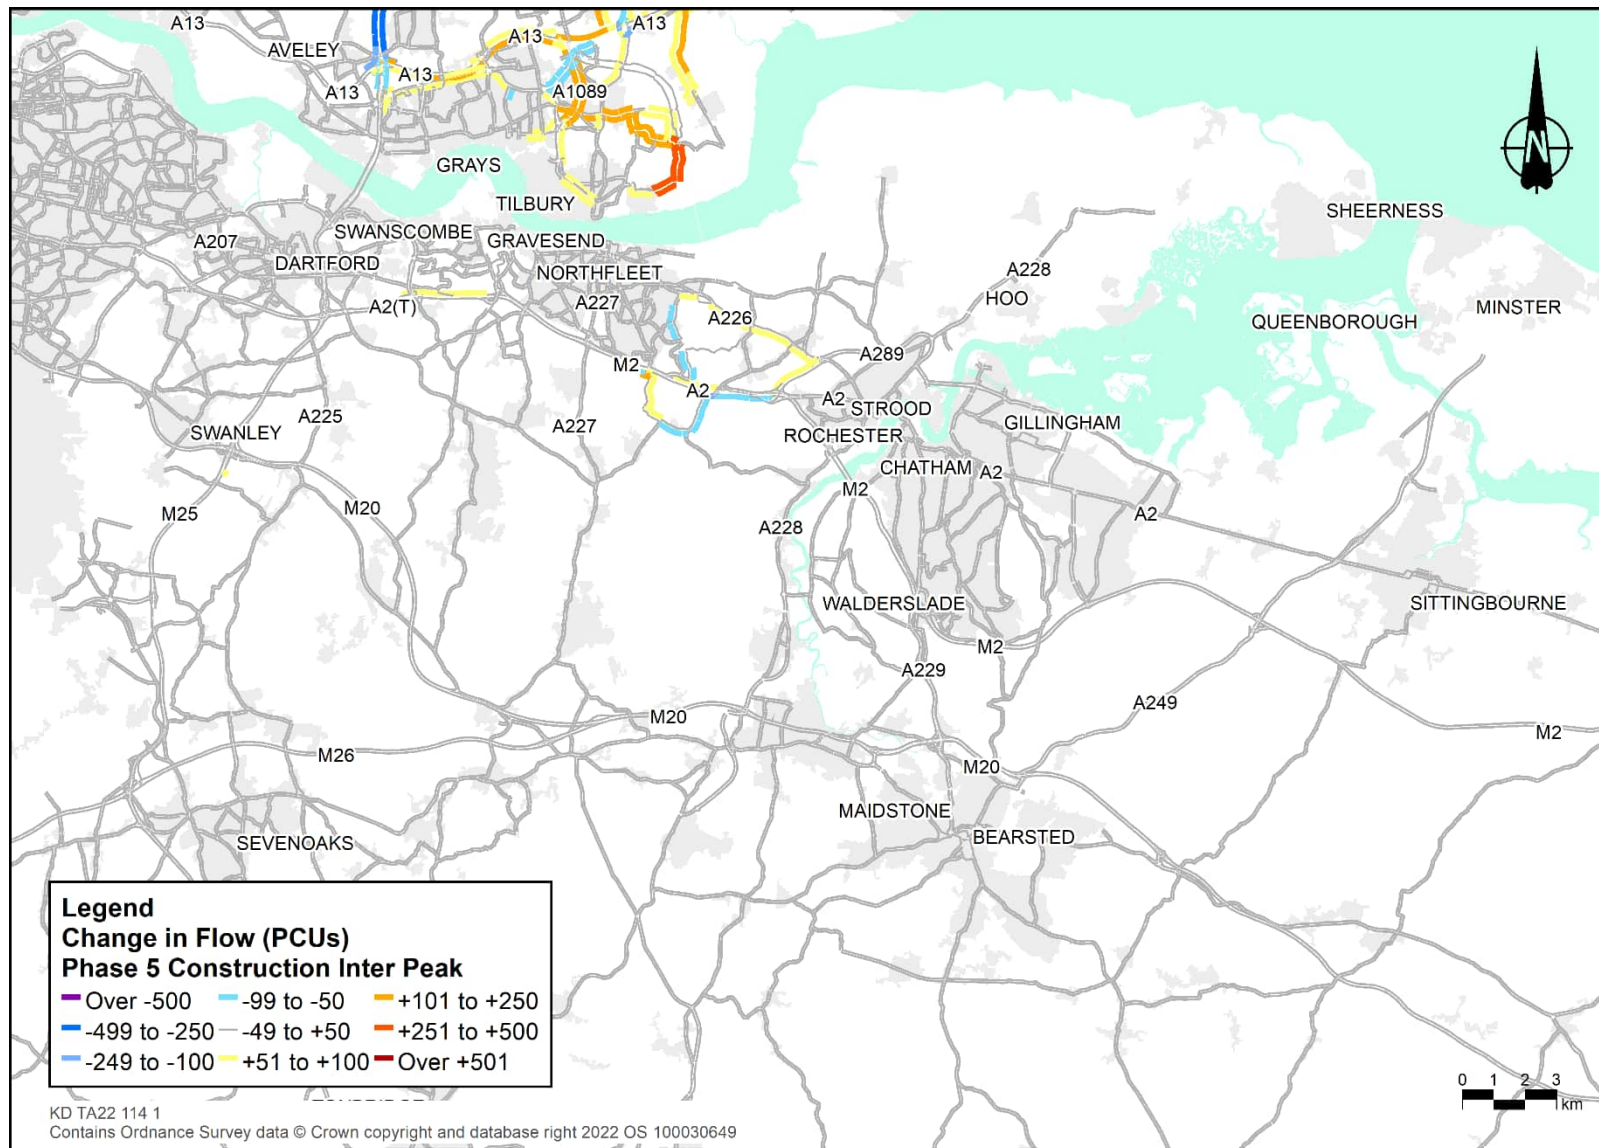 A13
A13
A13
AVELEY
A13
A13
A1089
GRAYS
TILBURY
SHEERNESS
N
SWANSCOMBE
A207
GRAVESEND
DARTFORD
NORTHFLEET
A228
HOO
A2(T)
A227
A226
QUEENBOROUGH
MINSTER
A289
M2
A2
A2
STROOD
A225
SWANLEY
A227
ROCHESTER
GILLINGHAM
CHATHAM
A2
M2
M25
M20
A228
A2
WALDERSLADE
SITTINGBOURNE
M2
A229
A249
M20
M2
M26
M20
MAIDSTONE
BEARSTED
SEVENOAKS
Legend
Change in Flow (PCUs)
Phase 5 Construction Inter Peak
Over -500 -99 to -50 +101 to +250
-499 to -250 -49 to +50 +251 to +500
-249 to -100 +51 to +100 Over +501
0 1 2 3
km
KD TA22 114 1
Contains Ordnance Survey data © Crown copyright and database right 2022 OS 100030649